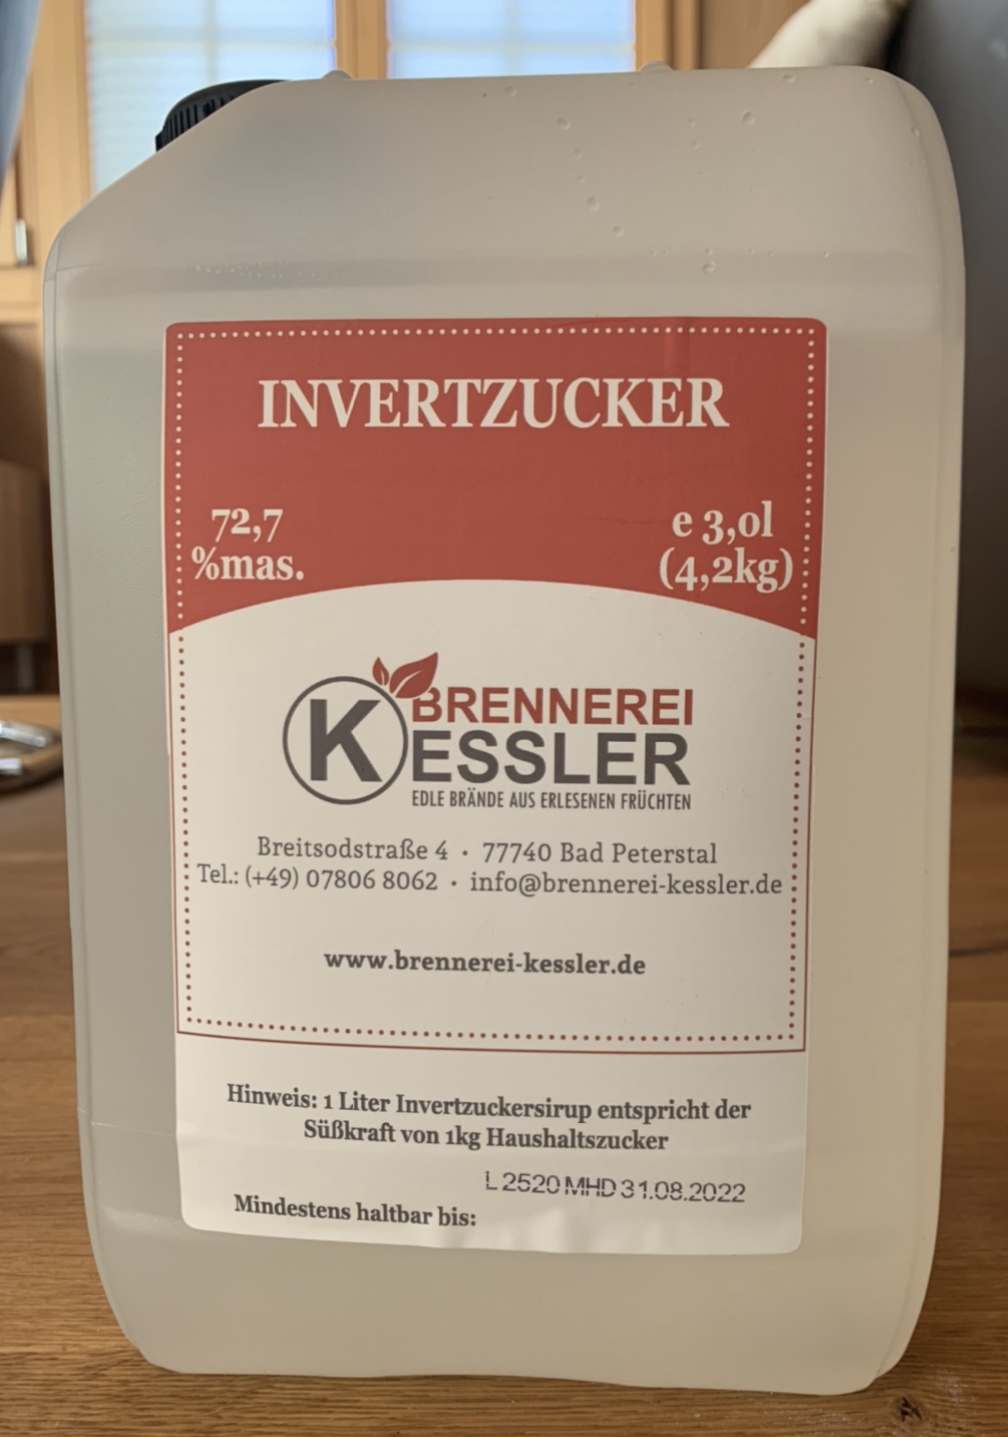 INVERTZUCKER
72,7
%mas.
e 3,0l
(4,2kg)
K
BRENNEREI
KESSLER
EDLE BRÄNDE AUS ERLESENEN FRÜCHTEN
Breitsodstraße 4 · 77740 Bad Peterstal
Tel.: (+49) 07806 8062 · info@brennerei-kessler.de
www.brennerei-kessler.de
Hinweis: 1 Liter Invertzuckersirup entspricht der
Süßkraft von 1kg Haushaltszucker
L 2520 MHD 31.08.2022
Mindestens haltbar bis: